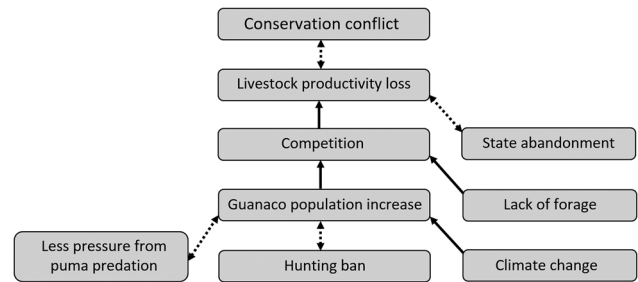 Conservation conflict
Livestock productivity loss
Competition
State abandonment
Guanaco population increase
Lack of forage
Less pressure from
puma predation
Hunting ban
Climate change